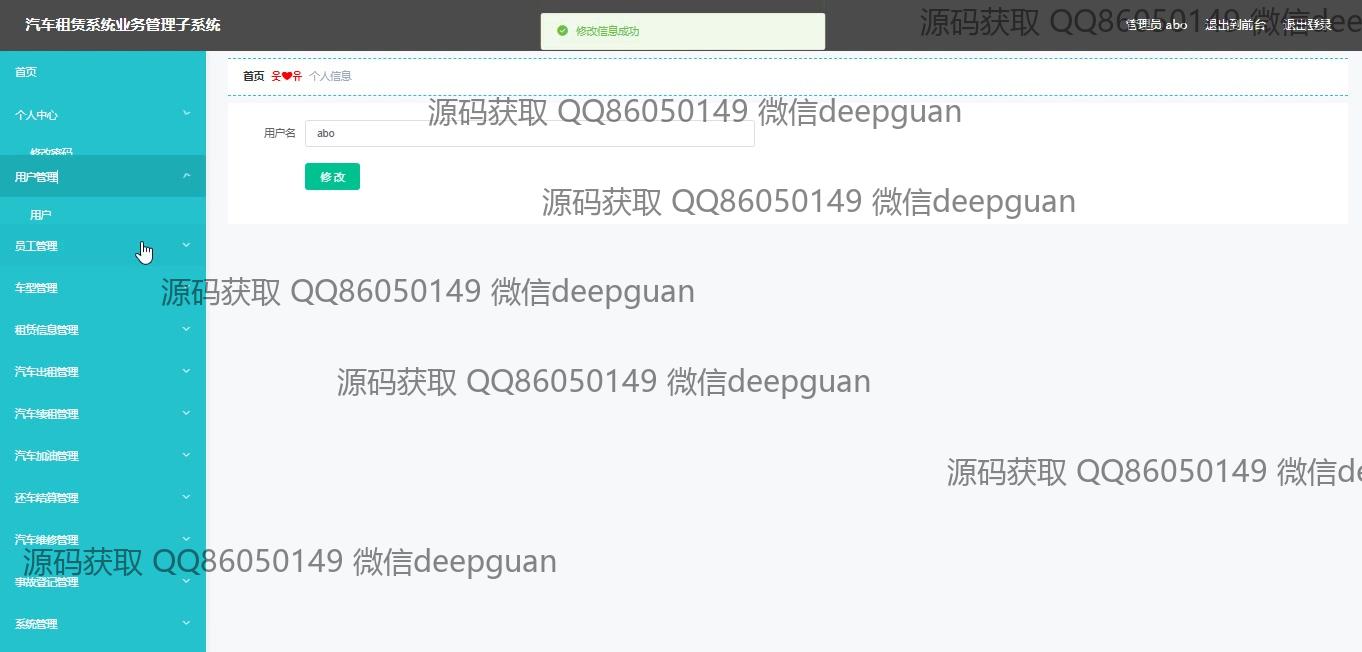 汽车租赁系统业务管理子系统
修改信息成功
管理员 abo 退出到前台 退出登录
源码获取 QQ86050149 微信dee
首页
个人中心
修改密码
用户管理
用户
员工管理
车型管理
租赁信息管理
汽车出租管理
汽车续租管理
汽车加油管理
还车结算管理
汽车维修管理
事故登记管理
系统管理
首页 웃❤유 个人信息
源码获取 QQ86050149 微信deepguan
用户名 abo
修改
源码获取 QQ86050149 微信deepguan
源码获取 QQ86050149 微信deepguan
源码获取 QQ86050149 微信deepguan
源码获取 QQ86050149 微信de
源码获取 QQ86050149 微信deepguan